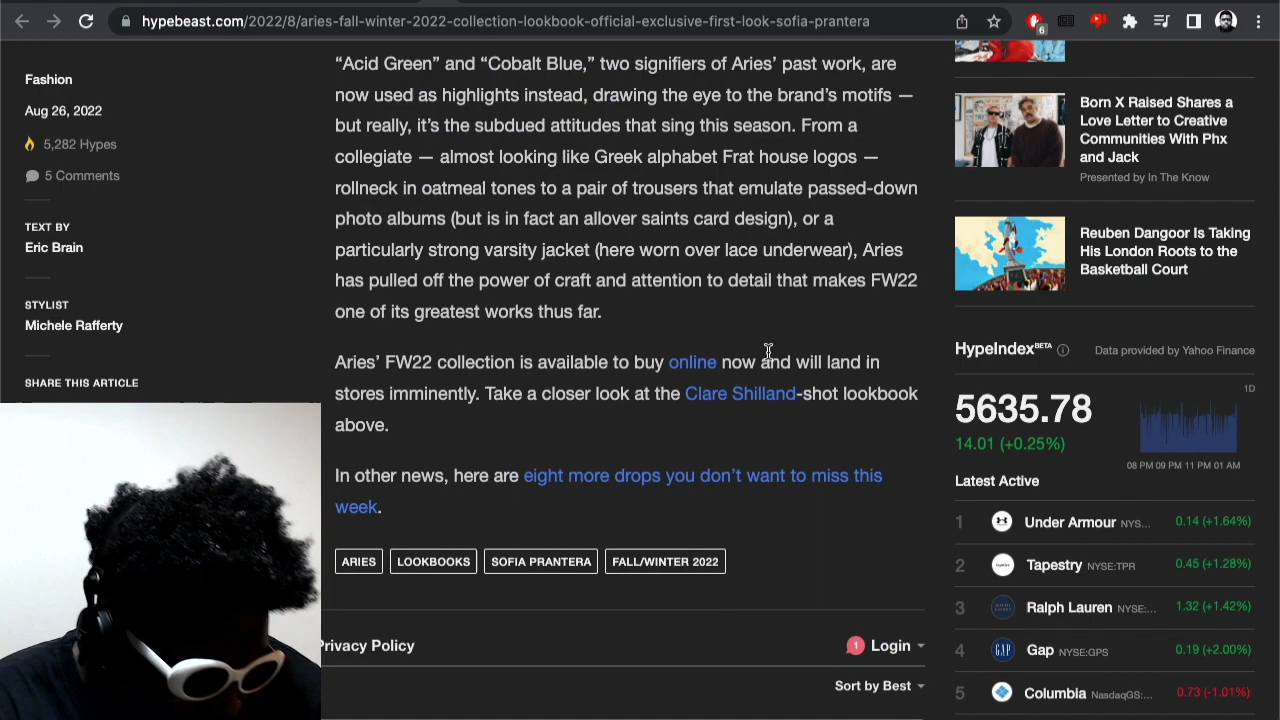 hypebeast.com/2022/8/aries-fall-winter-2022-collection-lookbook-official-exclusive-first-look-sofia-prantera
6
Fashion
Aug 26, 2022
5,282 Hypes
5 Comments
TEXT BY
Eric Brain
STYLIST
Michele Rafferty
SHARE THIS ARTICLE
“Acid Green” and “Cobalt Blue,” two signifiers of Aries’ past work, are
now used as highlights instead, drawing the eye to the brand’s motifs —
but really, it’s the subdued attitudes that sing this season. From a
collegiate — almost looking like Greek alphabet Frat house logos —
rollneck in oatmeal tones to a pair of trousers that emulate passed-down
photo albums (but is in fact an allover saints card design), or a
particularly strong varsity jacket (here worn over lace underwear), Aries
has pulled off the power of craft and attention to detail that makes FW22
one of its greatest works thus far.
Aries’ FW22 collection is available to buy online now and will land in
stores imminently. Take a closer look at the Clare Shilland-shot lookbook
above.
In other news, here are eight more drops you don’t want to miss this
week.
ARIES LOOKBOOKS SOFIA PRANTERA FALL/WINTER 2022
Privacy Policy
1 Login
Sort by Best
Born X Raised Shares a
Love Letter to Creative
Communities With Phx
and Jack
Presented by In The Know
Reuben Dangoor Is Taking
His London Roots to the
Basketball Court
HypeIndex BETA Data provided by Yahoo Finance
5635.78 1D
14.01 (+0.25%)
08 PM 09 PM 11 PM 01 AM
Latest Active
1 Under Armour NYS... 0.14 (+1.64%)
2 Tapestry NYSE:TPR 0.45 (+1.28%)
3 Ralph Lauren NYSE:... 1.32 (+1.42%)
4 GAP Gap NYSE:GPS 0.19 (+2.00%)
5 Columbia NasdaqGS:... 0.73 (-1.01%)